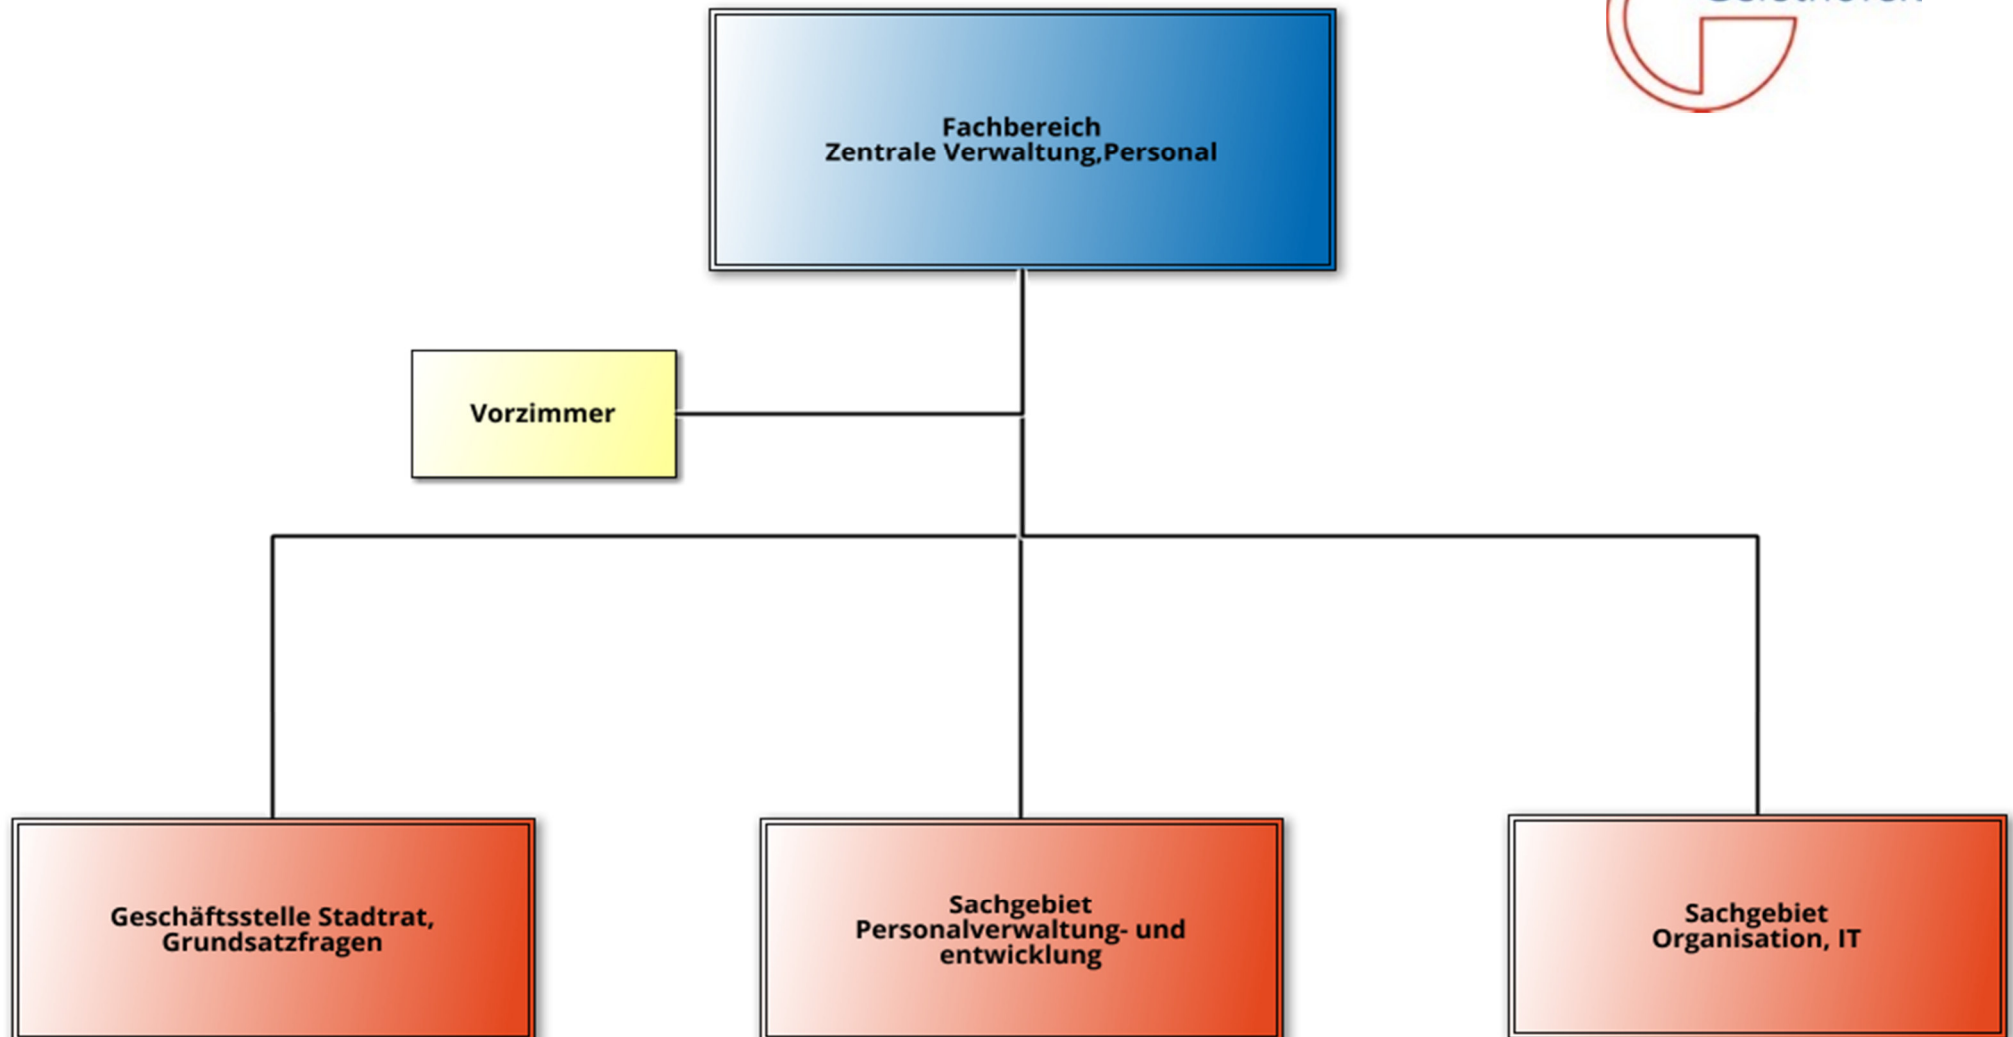 Fachbereich
Zentrale Verwaltung,Personal
Vorzimmer
Geschäftsstelle Stadtrat,
Grundsatzfragen
Sachgebiet
Personalverwaltung- und
entwicklung
Sachgebiet
Organisation, IT